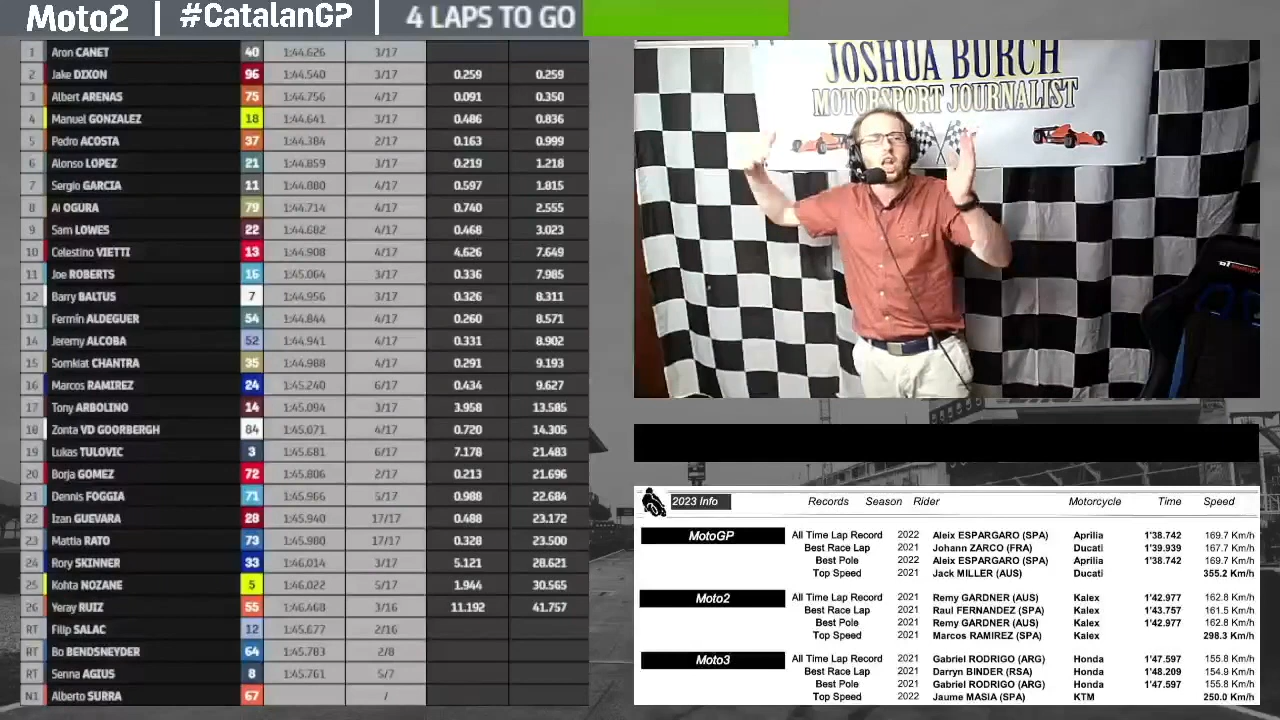 Moto2 | #CatalanGP | 4 LAPS TO GO
1 Aron CANET 40 1:44.626 3/17
2 Jake DIXON 96 1:44.540 3/17 0.259 0.259
3 Albert ARENAS 75 1:44.756 4/17 0.091 0.350
4 Manuel GONZALEZ 18 1:44.710 3/17 0.486 0.836
5 Pedro ACOSTA 37 1:44.384 4/17 0.163 0.999
6 Alonso LOPEZ 21 1:44.859 3/17 0.219 1.218
7 Sergio GARCIA 11 1:44.880 4/17 0.597 1.815
8 Ai OGURA 79 1:44.714 4/17 0.740 2.555
9 Sam LOWES 22 1:44.682 4/17 0.468 3.023
10 Celestino VIETTI 13 1:44.908 4/17 4.626 7.649
11 Joe ROBERTS 16 1:45.064 3/17 0.336 7.985
12 Barry BALTUS 7 1:44.956 3/17 0.326 8.311
13 Fermín ALDEGUER 54 1:44.844 4/17 0.260 8.571
14 Jeremy ALCOBA 52 1:44.941 4/17 0.331 8.902
15 Somkiat CHANTRA 35 1:44.988 4/17 0.291 9.193
16 Marcos RAMIREZ 24 1:45.240 6/17 0.434 9.627
17 Tony ARBOLINO 14 1:45.094 3/17 3.958 13.585
18 Zonta VD GOORBERGH 84 1:45.071 4/17 0.720 14.305
19 Lukas TULOVIC 3 1:45.681 6/17 7.178 21.483
20 Borja GOMEZ 72 1:45.806 2/17 0.213 21.696
21 Dennis FOGGIA 71 1:45.966 4/17 0.988 22.684
22 Izan GUEVARA 28 1:45.940 4/17 0.488 23.172
23 Mattia RATO 73 1:45.980 17/17 0.328 23.500
24 Rory SKINNER 33
25 Kohta NOZANE 5 1.944 30.565
26 Yeray RUIZ 55 1:46.468 3/16 11.192 41.757
RT Filip SALAC 12
RT Bo BENDSNEYDER 64 2/8
RT Senna AGIUS 8 1:45.761 5/7
N1 Alberto SURRA 67
JOSHUA BURCH
MOTORSPORT JOURNALIST
2023 Info Records Season Rider Motorcycle Time Speed
MotoGP All Time Lap Record 2022 Aleix ESPARGARO (SPA) Aprilia 1'38.742 169.7 Km/h
Best Race Lap 2021 Johann ZARCO (FRA) Ducati 1'39.939 167.7 Km/h
Best Pole 2022 Aleix ESPARGARO (SPA) Aprilia 1'38.742 169.7 Km/h
Top Speed 2021 Jack MILLER (AUS) Ducati 355.2 Km/h
Moto2 All Time Lap Record 2021 Remy GARDNER (AUS) Kalex 1'42.977 162.8 Km/h
Best Race Lap 2021 Raul FERNANDEZ (SPA) Kalex 1'43.757 161.5 Km/h
Best Pole 2021 Remy GARDNER (AUS) Kalex 1'42.977 162.8 Km/h
Top Speed 2021 Marcos RAMIREZ (SPA) Kalex 298.3 Km/h
Moto3 All Time Lap Record 2021 Gabriel RODRIGO (ARG) Honda 1'47.597 155.8 Km/h
Best Race Lap 2021 Darryn BINDER (RSA) Honda 1'48.209 154.9 Km/h
Best Pole 2021 Gabriel RODRIGO (ARG) Honda 1'47.597 155.8 Km/h
Top Speed 2022 Jaume MASIA (SPA) KTM 250.0 Km/h